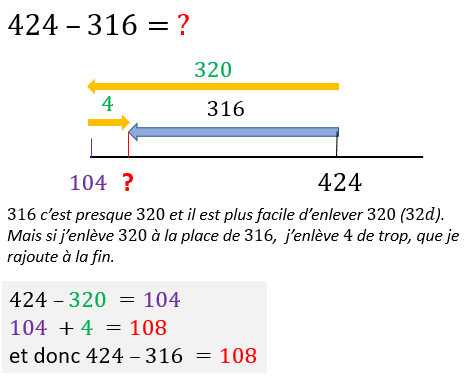 424 – 316 = ?
320
4
316
104 ? 424
316 c’est presque 320 et il est plus facile d’enlever 320 (32d).
Mais si j’enlève 320 à la place de 316, j’enlève 4 de trop, que je
rajoute à la fin.
424 – 320 = 104
104 + 4 = 108
et donc 424 – 316 = 108